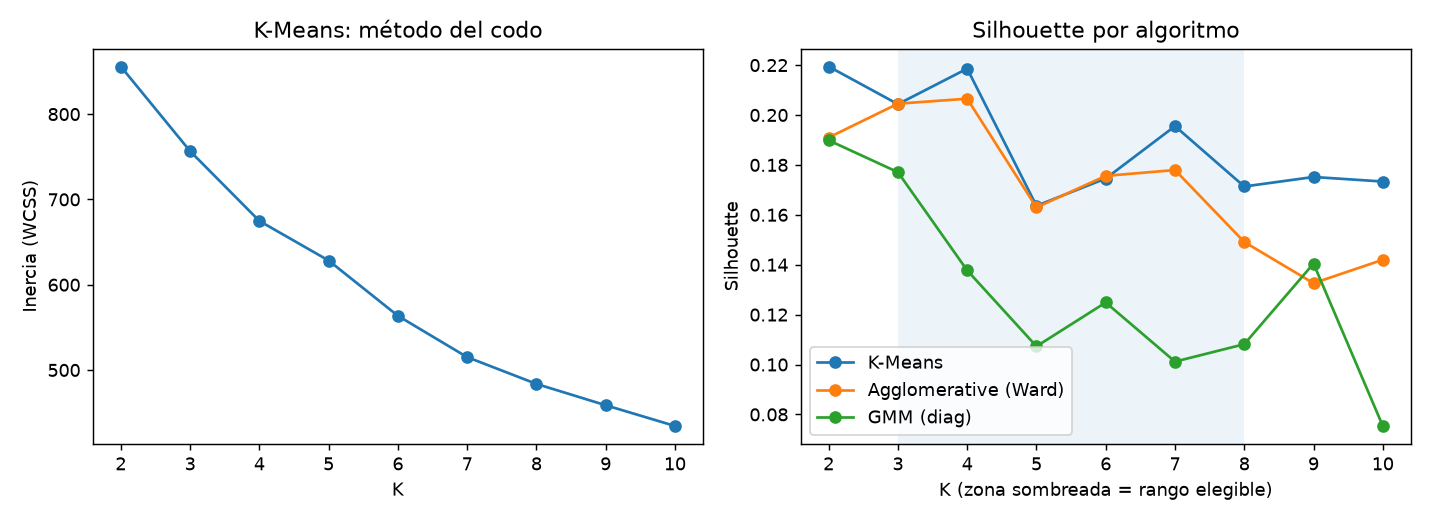 K-Means: método del codo
Inercia (WCSS)
800
700
600
500
2 3 4 5 6 7 8 9 10
K
Silhouette por algoritmo
Silhouette
0.22
0.20
0.18
0.16
0.14
0.12
0.10
0.08
K-Means
Agglomerative (Ward)
GMM (diag)
2 3 4 5 6 7 8 9 10
K (zona sombreada = rango elegible)